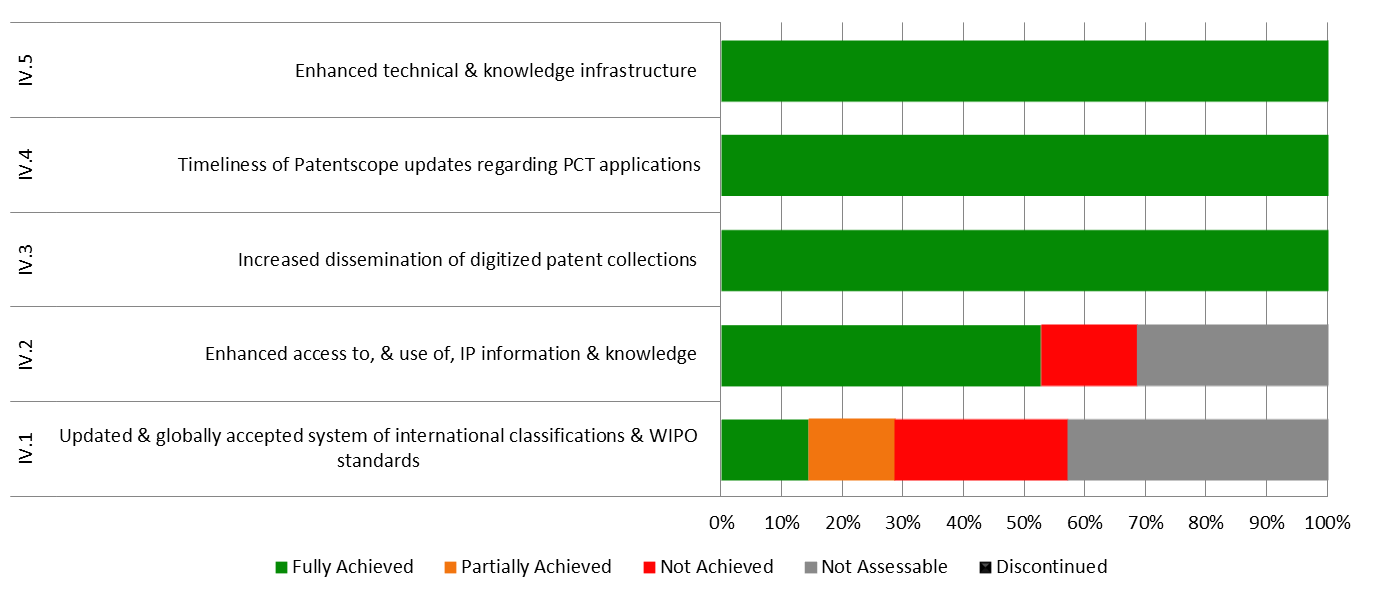 IV.5
Enhanced technical & knowledge infrastructure
IV.4
Timeliness of Patentscope updates regarding PCT applications
IV.3
Increased dissemination of digitized patent collections
IV.2
Enhanced access to, & use of, IP information & knowledge
IV.1
Updated & globally accepted system of international classifications & WIPO
standards
0% 10% 20% 30% 40% 50% 60% 70% 80% 90% 100%
Fully Achieved Partially Achieved Not Achieved Not Assessable Discontinued